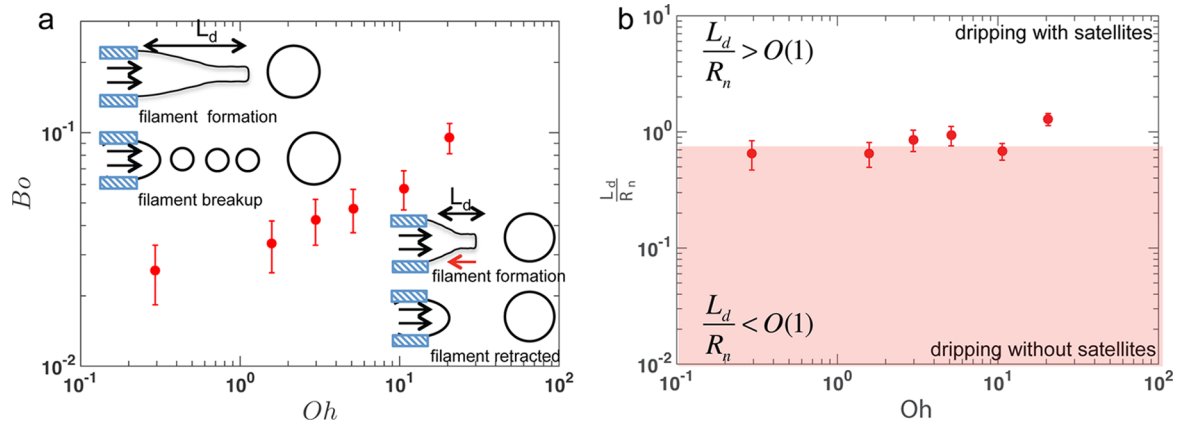 a
L_d
filament formation
filament breakup
L_d
filament formation
filament retracted
10^-1
10^-2
Bo
10^-1
10^0
10^1
10^2
Oh
b
10^1
10^0
10^-1
10^-2
L_d/R_n
L_d/R_n > O(1)
dripping with satellites
L_d/R_n < O(1)
dripping without satellites
10^-1
10^0
10^1
10^2
Oh